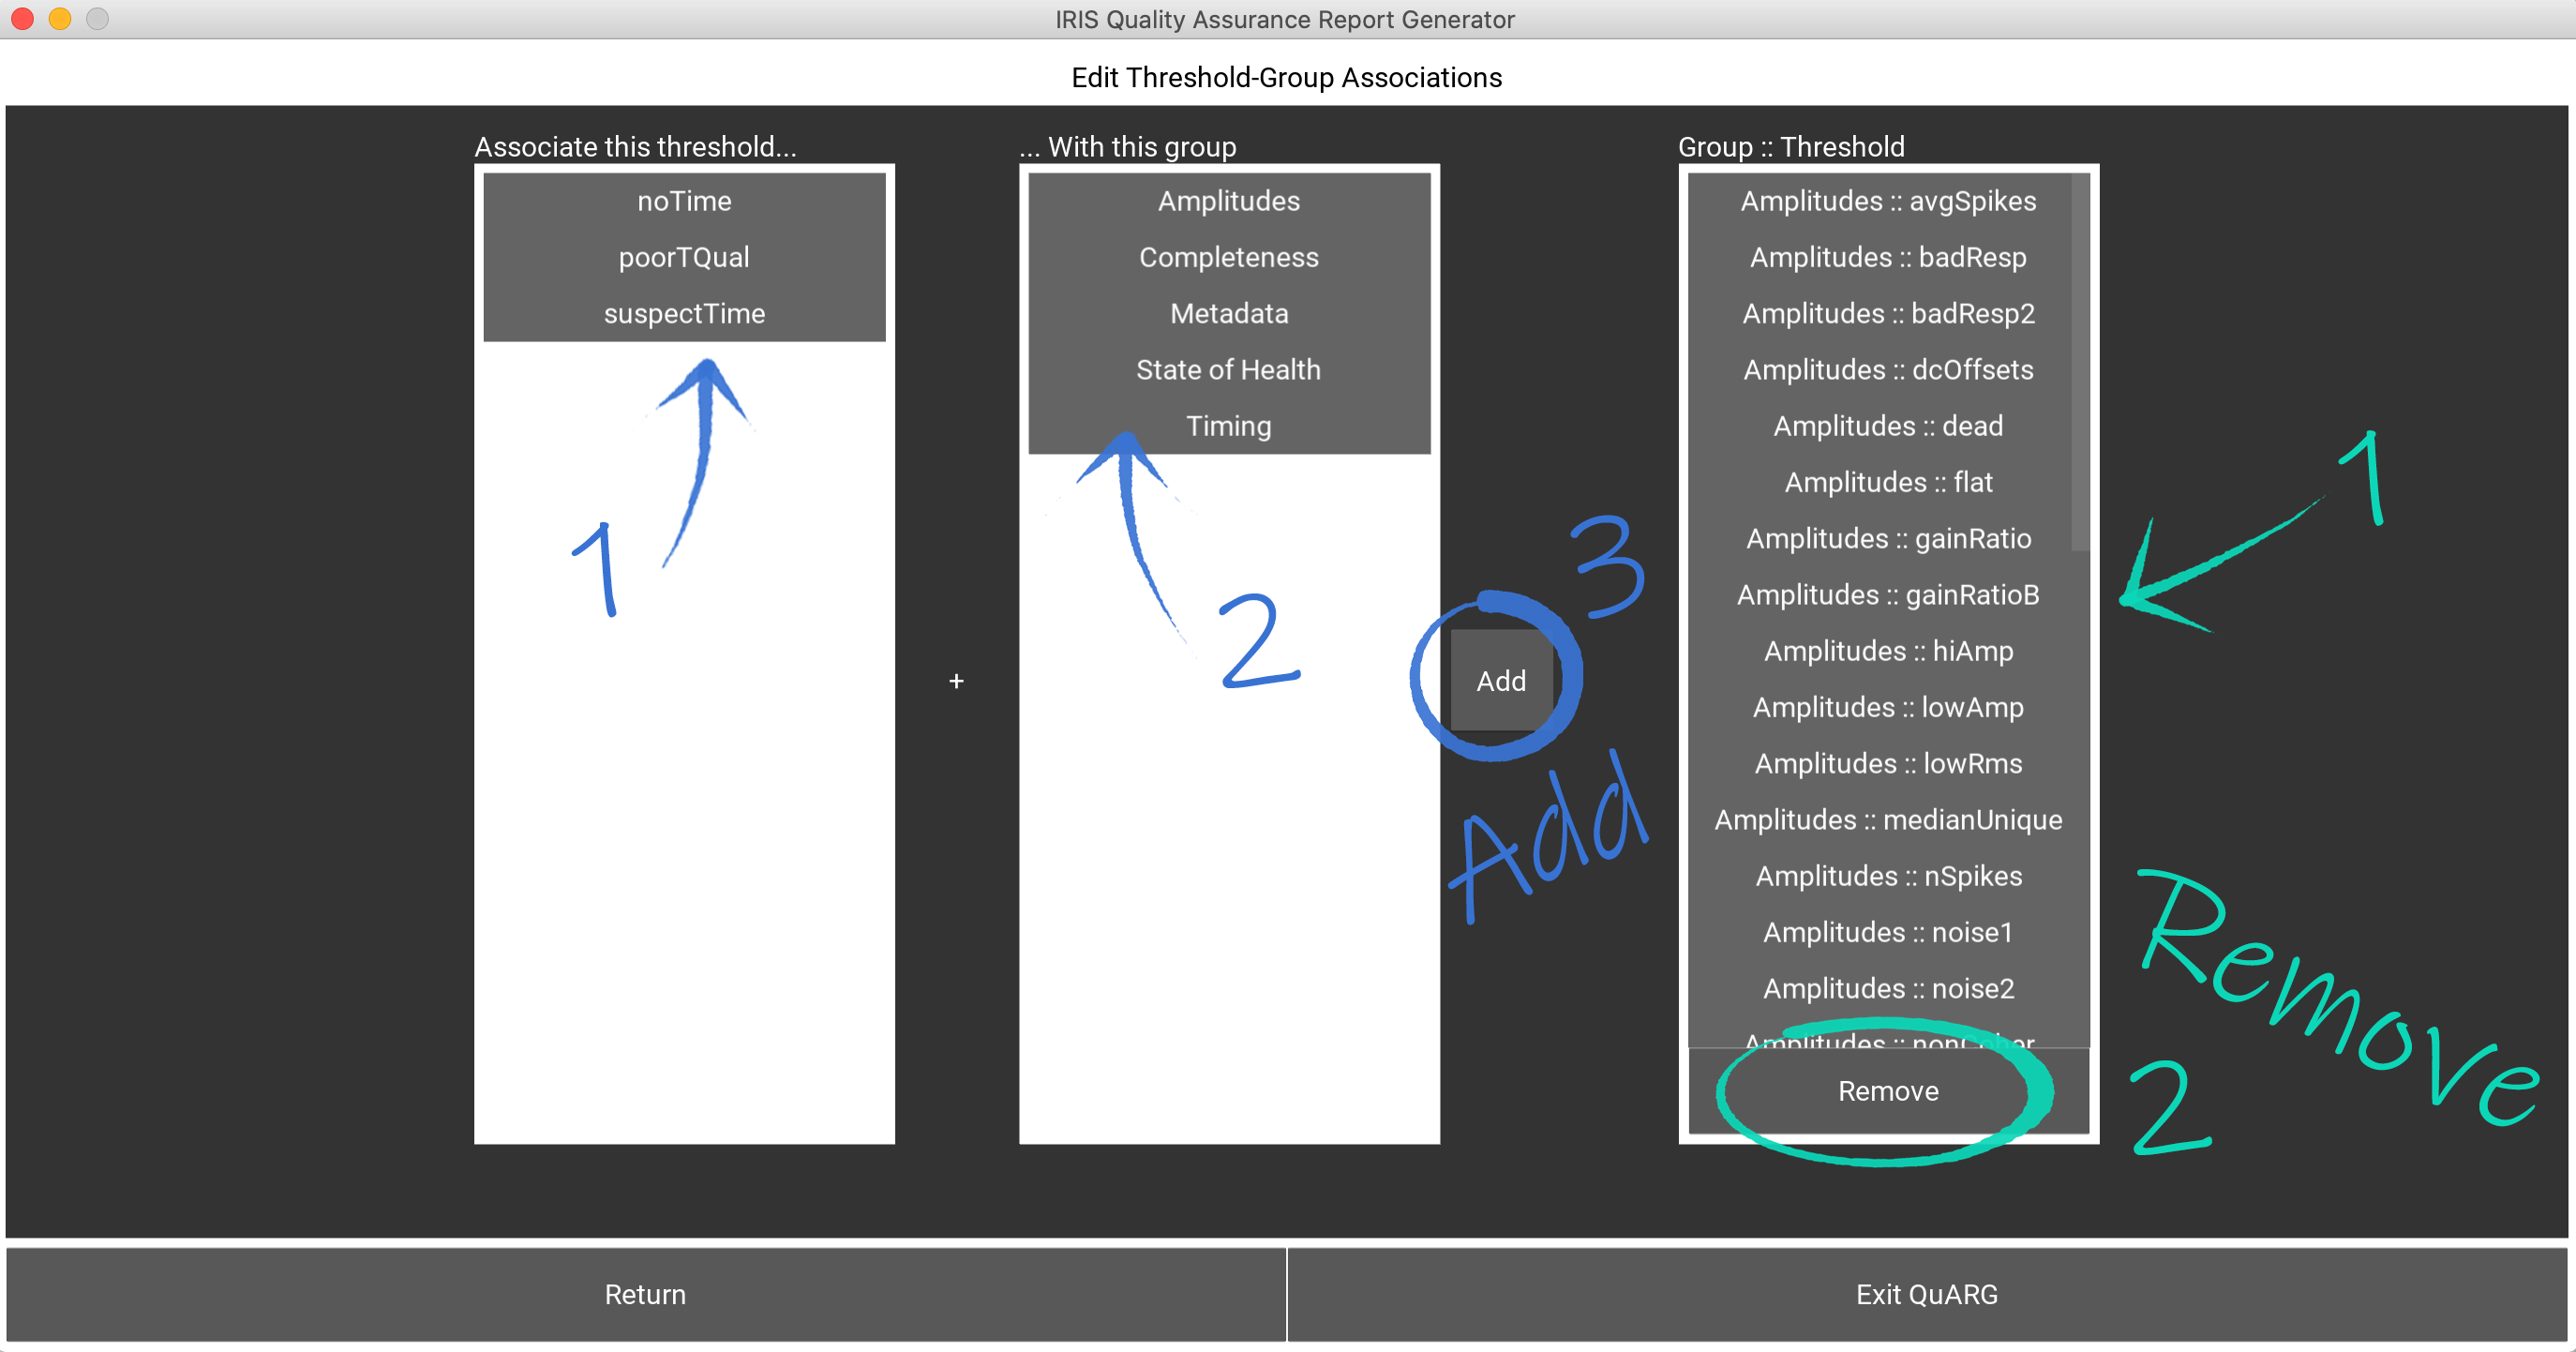 IRIS Quality Assurance Report Generator
Edit Threshold-Group Associations
Associate this threshold...
noTime
poorTQual
suspectTime
1
+
... With this group
Amplitudes
Completeness
Metadata
State of Health
Timing
2
3
Add
Add
Group :: Threshold
Amplitudes :: avgSpikes
Amplitudes :: badResp
Amplitudes :: badResp2
Amplitudes :: dcOffsets
Amplitudes :: dead
Amplitudes :: flat
Amplitudes :: gainRatio
Amplitudes :: gainRatioB
Amplitudes :: hiAmp
Amplitudes :: lowAmp
Amplitudes :: lowRms
Amplitudes :: medianUnique
Amplitudes :: nSpikes
Amplitudes :: noise1
Amplitudes :: noise2
Amplitudes :: nonCoher
Remove
1
Remove
2
Return
Exit QuARG